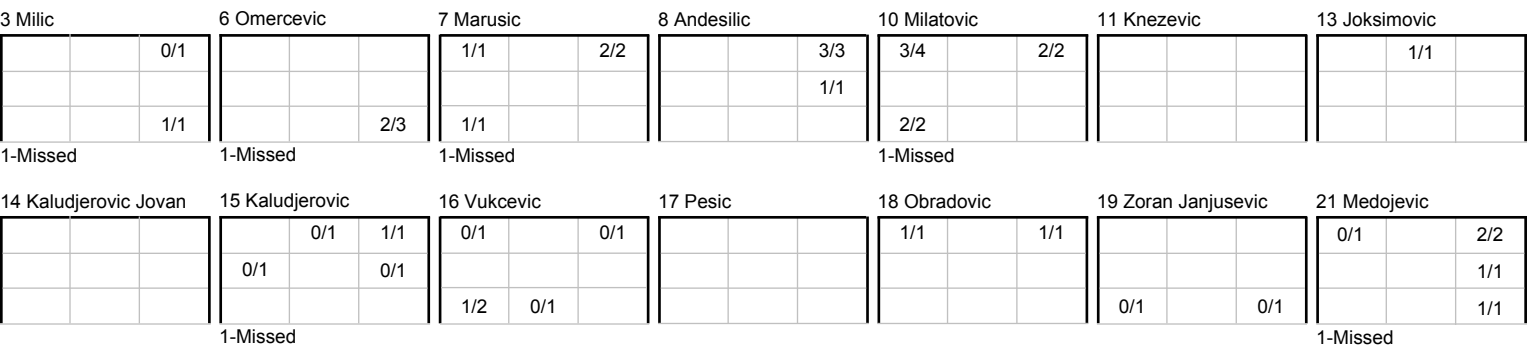 3 Milic 6 Omercevic 7 Marusic 8 Andesilic 10 Milatovic 11 Knezevic 13 Joksimovic
0/1 1/1 2/2 3/3 3/4 2/2 1/1
1/1
1/1 2/3 1/1 2/2
1-Missed 1-Missed 1-Missed 1-Missed
14 Kaludjerovic Jovan 15 Kaludjerovic 16 Vukcevic 17 Pesic 18 Obradovic 19 Zoran Janjusevic 21 Medojevic
0/1 1/1 0/1 0/1 1/1 1/1 0/1 2/2
0/1 0/1 1/1
1/2 0/1 0/1 0/1 1/1
1-Missed 1-Missed